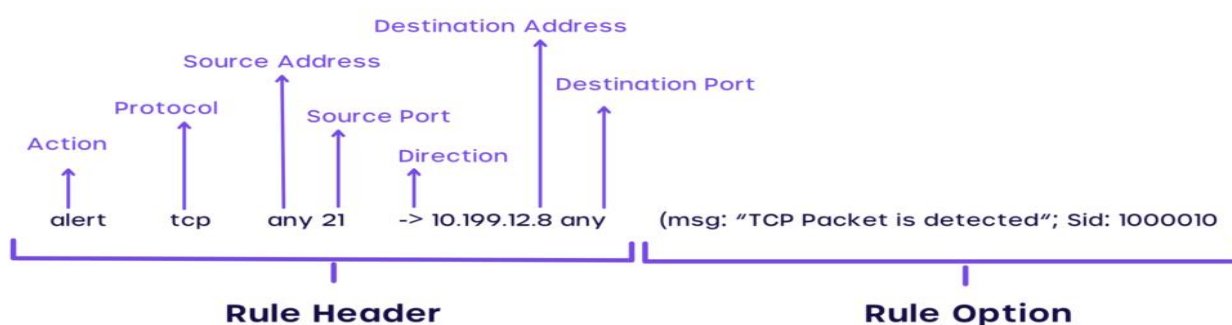 Destination Address
Source Address
Destination Port
Protocol
Source Port
Action
Direction
alert tcp any 21 -> 10.199.12.8 any (msg: “TCP Packet is detected”; Sid: 1000010
Rule Header Rule Option